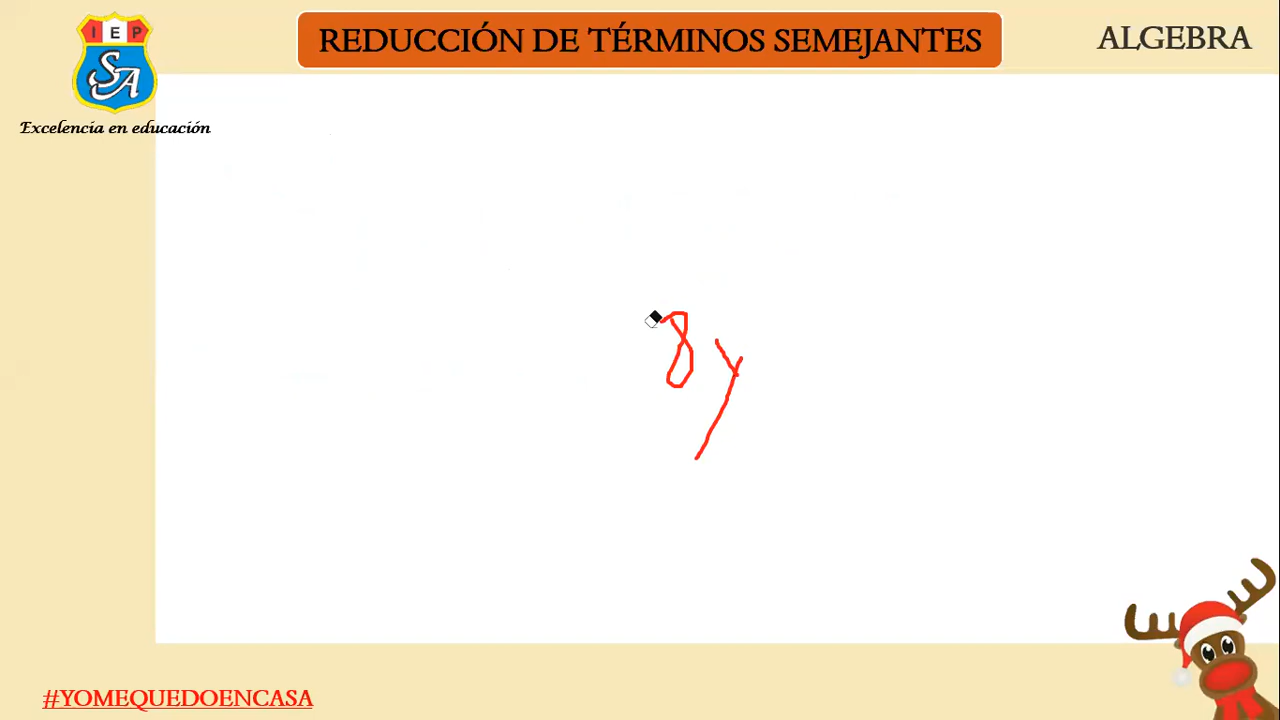 IEP
REDUCCIÓN DE TÉRMINOS SEMEJANTES
ALGEBRA
SA
Excelencia en educación
8y
#YOMEQUEDOENCASA